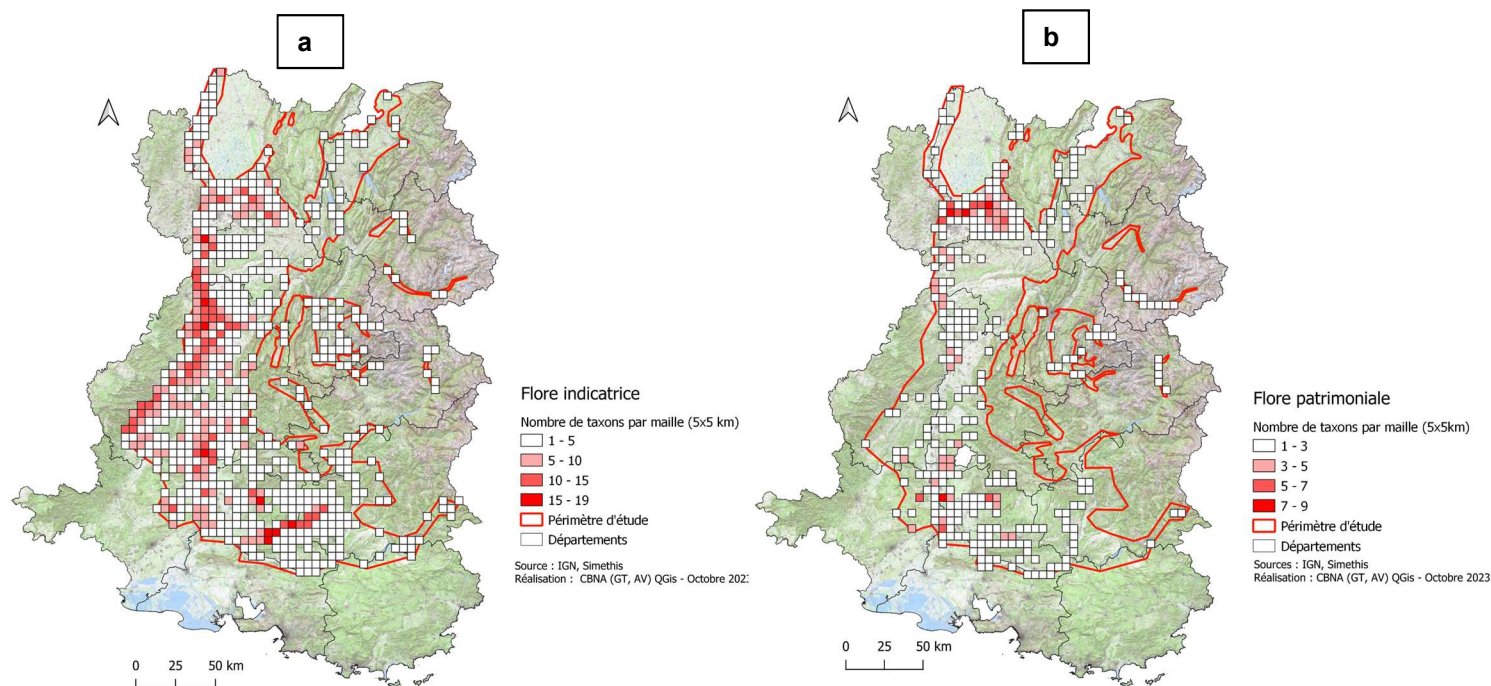 a
Flore indicatrice
Nombre de taxons par maille (5x5 km)
1 - 5
5 - 10
10 - 15
15 - 19
Périmètre d'étude
Départements
Source : IGN, Simethis
Réalisation : CBNA (GT, AV) QGis - Octobre 202
0 25 50 km
b
Flore patrimoniale
Nombre de taxons par maille (5x5km)
1 - 3
3 - 5
5 - 7
7 - 9
Périmètre d'étude
Départements
Sources : IGN, Simethis
Réalisation : CBNA (GT, AV) QGis - Octobre 2023
0 25 50 km